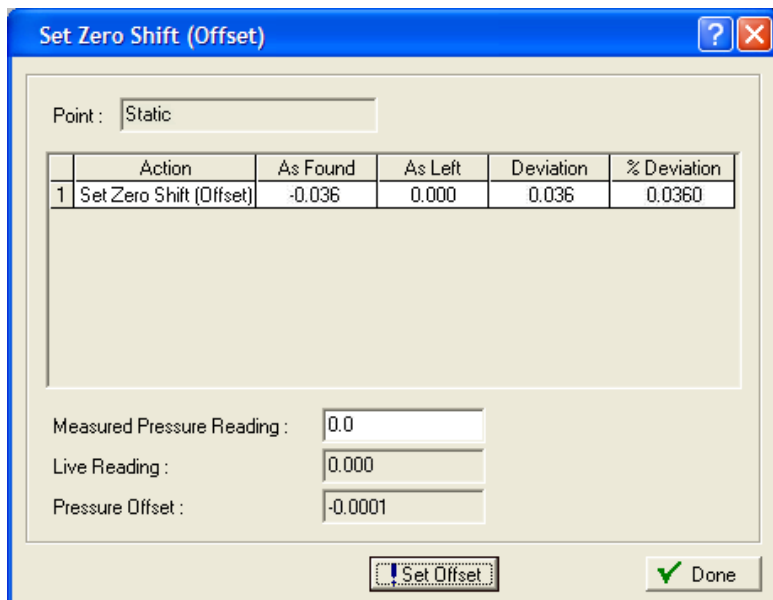 Set Zero Shift (Offset)
Point : Static
Action As Found As Left Deviation % Deviation
1 Set Zero Shift (Offset) -0.036 0.000 0.036 0.0360
Measured Pressure Reading : 0.0
Live Reading : 0.000
Pressure Offset : -0.0001
! Set Offset Done